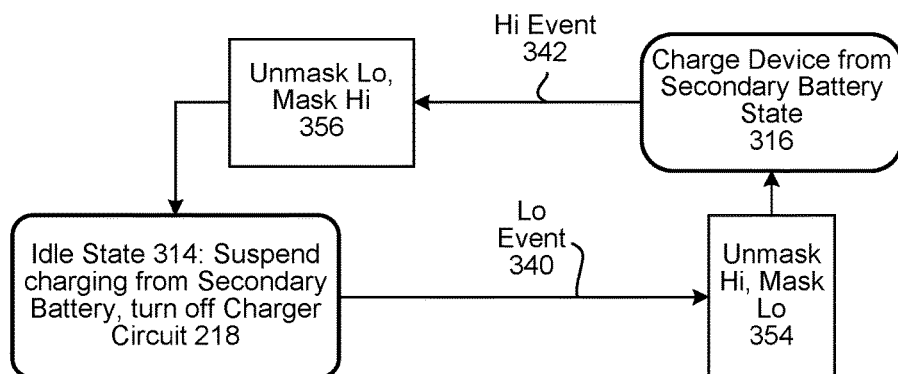 Hi Event
342
Unmask Lo,
Mask Hi
356
Charge Device from
Secondary Battery
State
316
Idle State 314: Suspend
charging from Secondary
Battery, turn off Charger
Circuit 218
Lo
Event
340
Unmask
Hi, Mask
Lo
354